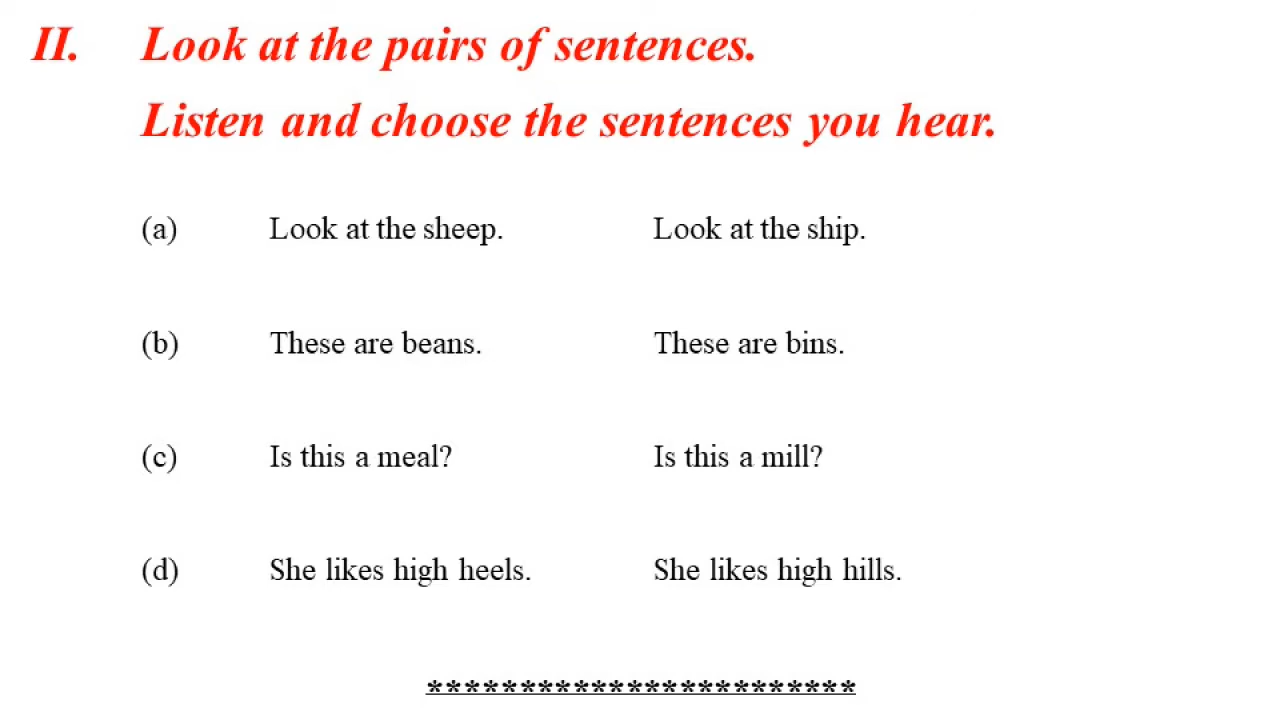 II. Look at the pairs of sentences.
Listen and choose the sentences you hear.
(a) Look at the sheep. Look at the ship.
(b) These are beans. These are bins.
(c) Is this a meal? Is this a mill?
(d) She likes high heels. She likes high hills.
************************